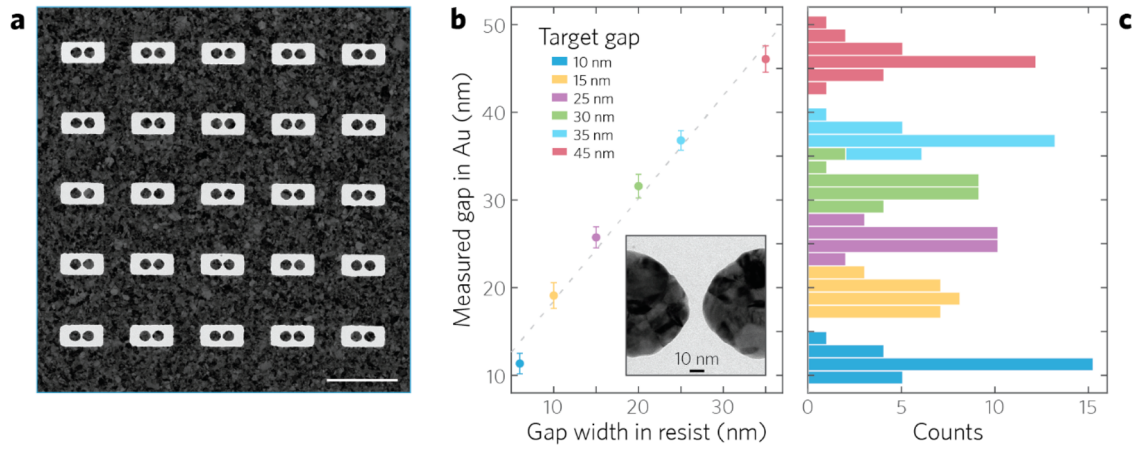 a
b
c
Target gap
10 nm
15 nm
25 nm
30 nm
35 nm
45 nm
50
40
30
20
10
Measured gap in Au (nm)
10 nm
10 20 30
Gap width in resist (nm)
0 5 10 15
Counts